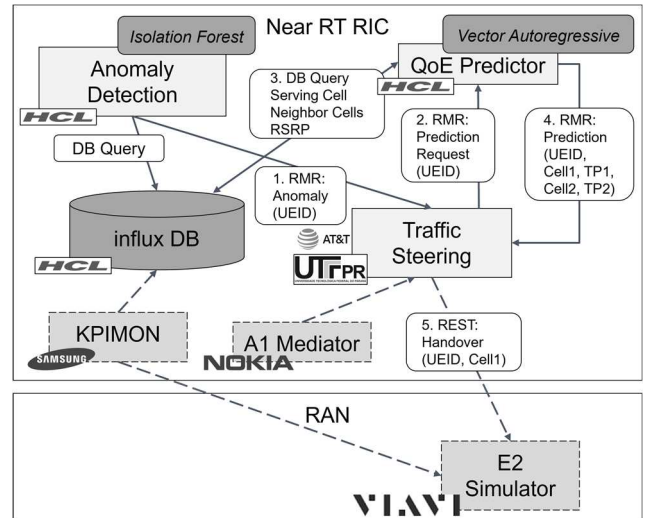 Near RT RIC
Isolation Forest
Vector Autoregressive
Anomaly
Detection
HCL
QoE Predictor
HCL
3. DB Query
Serving Cell
Neighbor Cells
RSRP
2. RMR:
Prediction
Request
(UEID)
4. RMR:
Prediction
(UEID,
Cell1, TP1,
Cell2, TP2)
DB Query
1. RMR:
Anomaly
(UEID)
influx DB
HCL
AT&T
UTFPR
UNIVERSIDADE TECNOLÓGICA FEDERAL DO PARANÁ
Traffic
Steering
KPIMON
SAMSUNG
A1 Mediator
NOKIA
5. REST:
Handover
(UEID, Cell1)
RAN
E2
Simulator
VIAVI